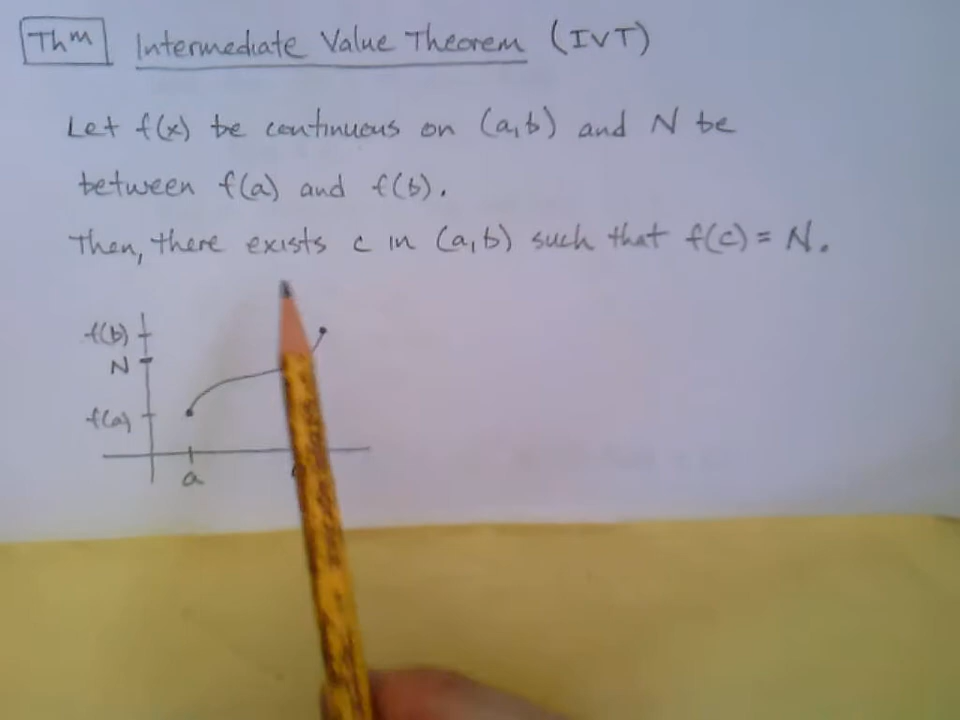 Thm Intermediate Value Theorem (IVT)
Let f(x) be continuous on (a,b) and N be
between f(a) and f(b).
Then, there exists c in (a,b) such that f(c) = N.
f(b)
N
f(a)
a